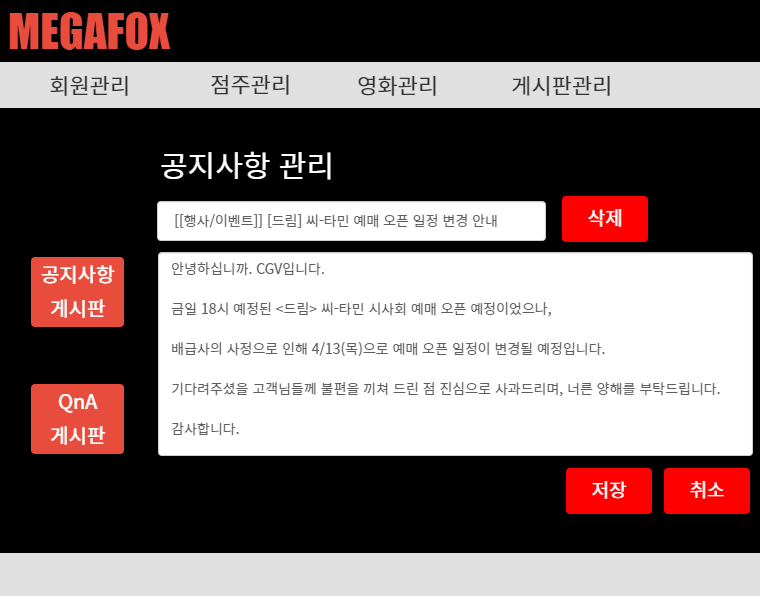 MEGAFOX
회원관리 점주관리 영화관리 게시판관리
공지사항 관리
[[행사/이벤트]] [드림] 씨-타민 예매 오픈 일정 변경 안내
삭제
공지사항
게시판
QnA
게시판
안녕하십니까. CGV입니다.
금일 18시 예정된 <드림> 씨-타민 시사회 예매 오픈 예정이었으나,
배급사의 사정으로 인해 4/13(목)으로 예매 오픈 일정이 변경될 예정입니다.
기다려주셨을 고객님들께 불편을 끼쳐 드린 점 진심으로 사과드리며, 너른 양해를 부탁드립니다.
감사합니다.
저장 취소